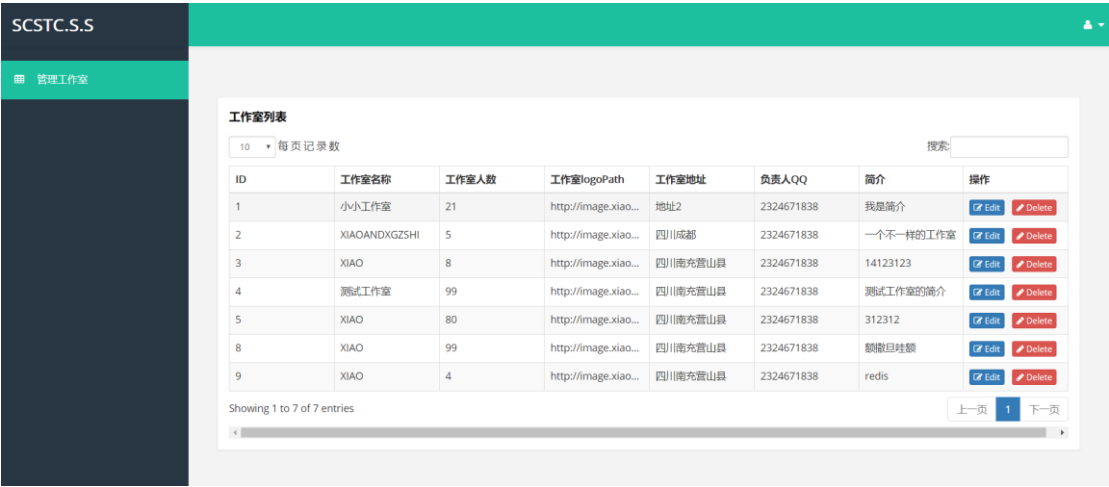 SCSTC.S.S
管理工作室
工作室列表
10 每页记录数 搜索:
ID 工作室名称 工作室人数 工作室logoPath 工作室地址 负责人QQ 简介 操作
1 小小工作室 21 http://image.xiao... 地址2 2324671838 我是简介 Edit Delete
2 XIAOANDXGZSHI 5 http://image.xiao... 四川成都 2324671838 一个不一样的工作室 Edit Delete
3 XIAO 8 http://image.xiao... 四川南充营山县 2324671838 14123123 Edit Delete
4 测试工作室 99 http://image.xiao... 四川南充营山县 2324671838 测试工作室的简介 Edit Delete
5 XIAO 80 http://image.xiao... 四川南充营山县 2324671838 312312 Edit Delete
8 XIAO 99 http://image.xiao... 四川南充营山县 2324671838 额撒旦哇额 Edit Delete
9 XIAO 4 http://image.xiao... 四川南充营山县 2324671838 redis Edit Delete
Showing 1 to 7 of 7 entries 上一页 1 下一页